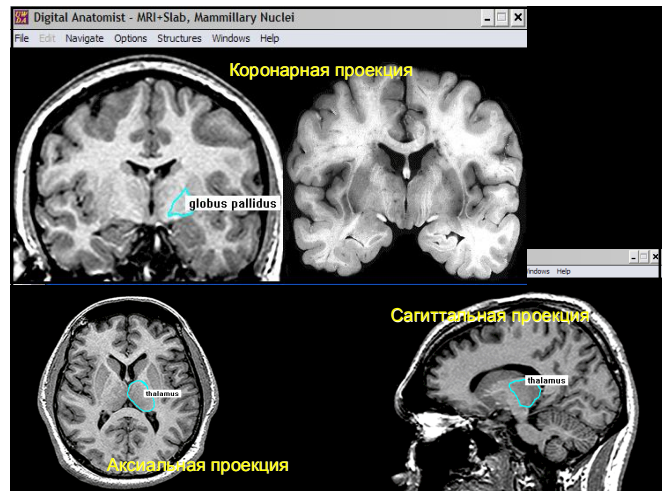 Digital Anatomist - MRI+Slab, Mammillary Nuclei
File Edit Navigate Options Structures Windows Help
Коронарная проекция
globus pallidus
Help
Сагиттальная проекция
thalamus
thalamus
Аксиальная проекция